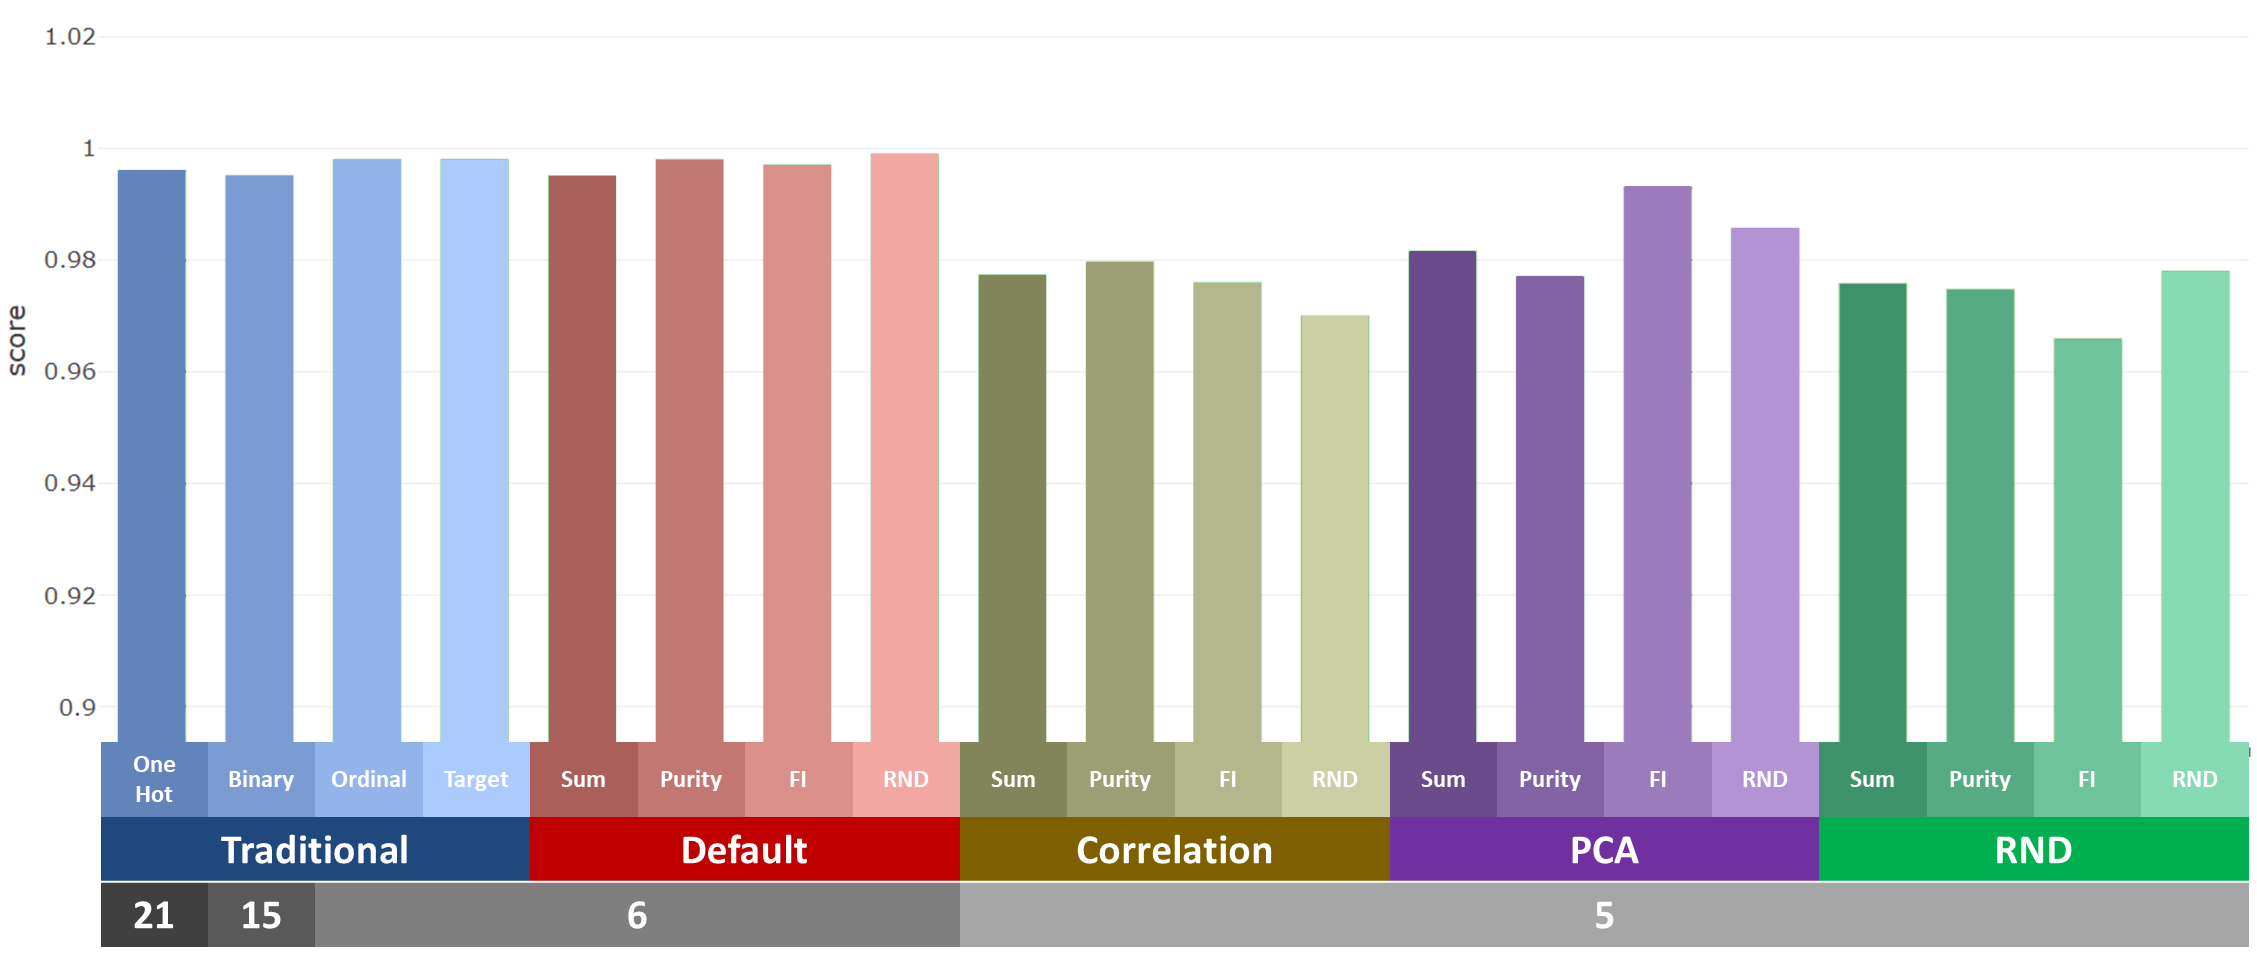 1.02
1
0.98
0.96
0.94
0.92
0.9
score
One Hot Binary Ordinal Target Sum Purity FI RND Sum Purity FI RND Sum Purity FI RND Sum Purity FI RND
Traditional Default Correlation PCA RND
21 15 6 5